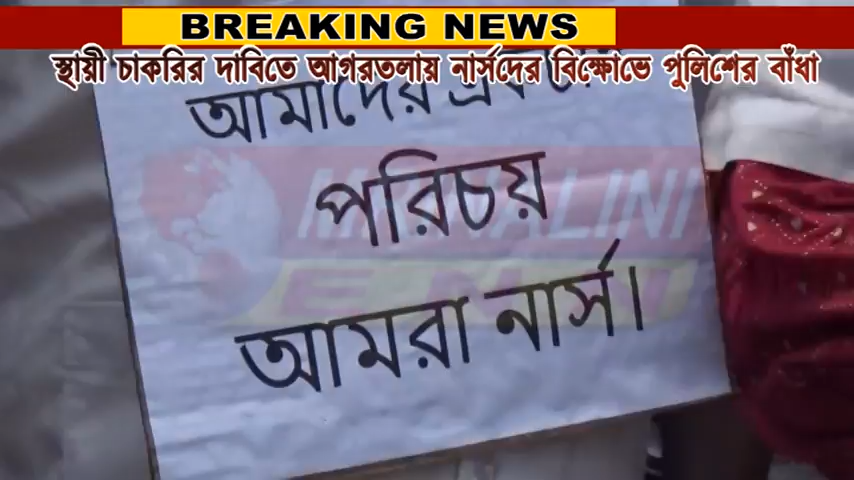 BREAKING NEWS
স্থায়ী চাকরির দাবিতে আগরতলায় নার্সদের বিক্ষোভে পুলিশের বাঁধা
আমাদের
পরিচয়
আমরা নার্স।